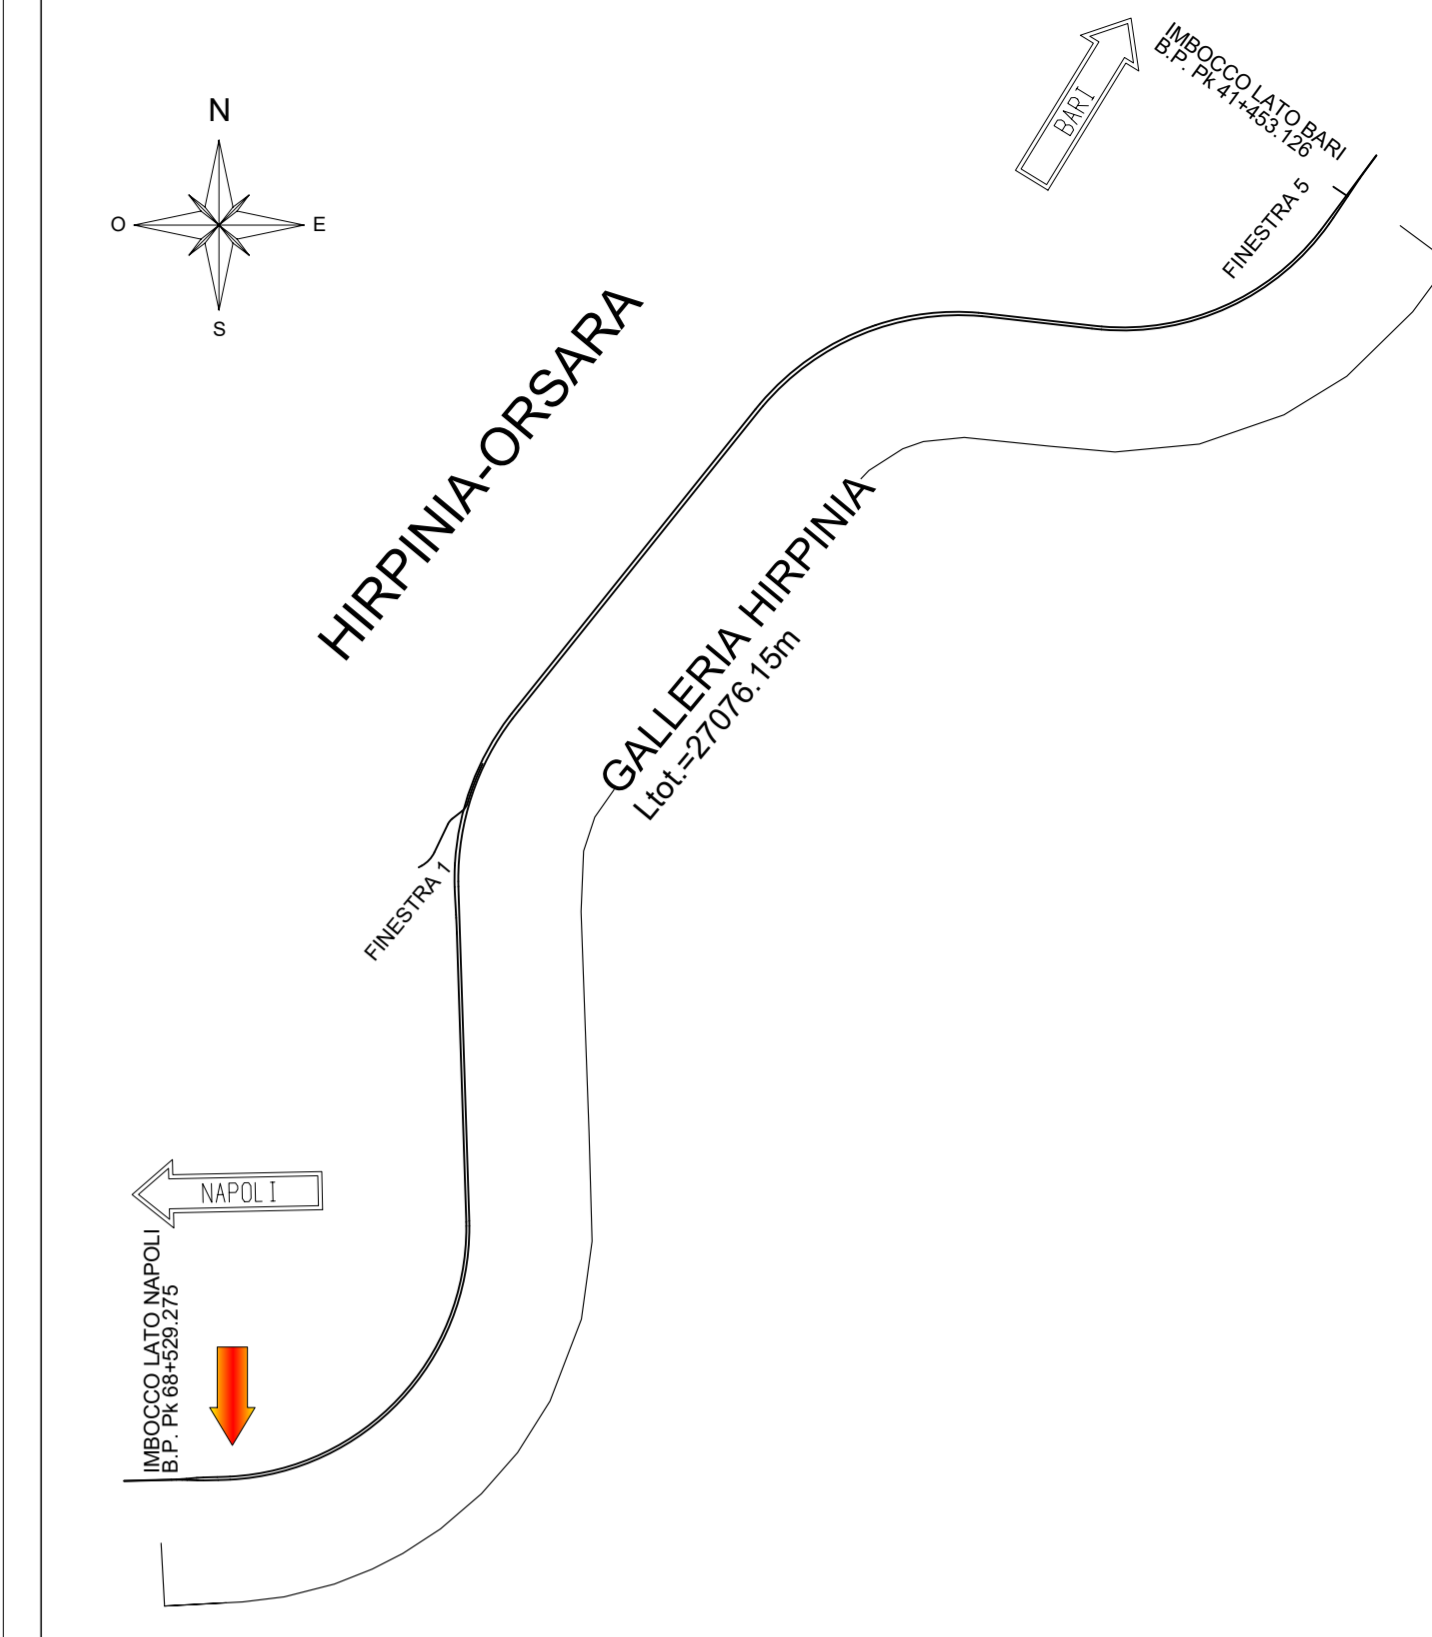 IMBOCCO LATO BARI
B.P. Pk 41+453.126
BARI
N
O
E
S
FINESTRA 5
HIRPINIA-ORSARA
GALLERIA HIRPINIA
Ltot.=27076.15m
FINESTRA 1
NAPOLI
IMBOCCO LATO NAPOLI
B.P. Pk 68+529.275